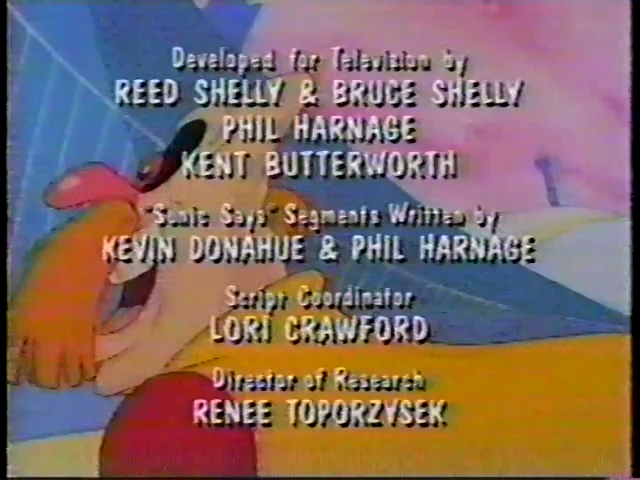 Developed for Television by
REED SHELLY & BRUCE SHELLY
PHIL HARNAGE
KENT BUTTERWORTH
"Sonic Says" Segments Written by
KEVIN DONAHUE & PHIL HARNAGE
Script Coordinator
LORI CRAWFORD
Director of Research
RENEE TOPORZYSEK